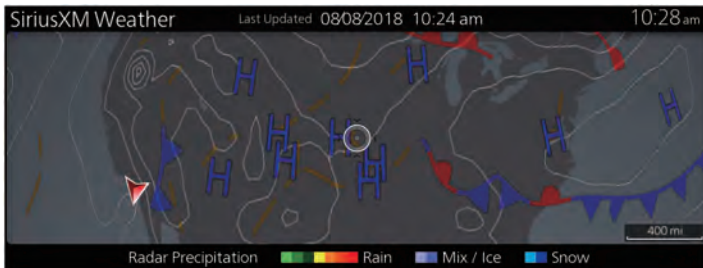 SiriusXM Weather Last Updated 08/08/2018 10:24 am 10:28 am
H H
H H H H H
H H H H
400 mi
Radar Precipitation Rain Mix / Ice Snow